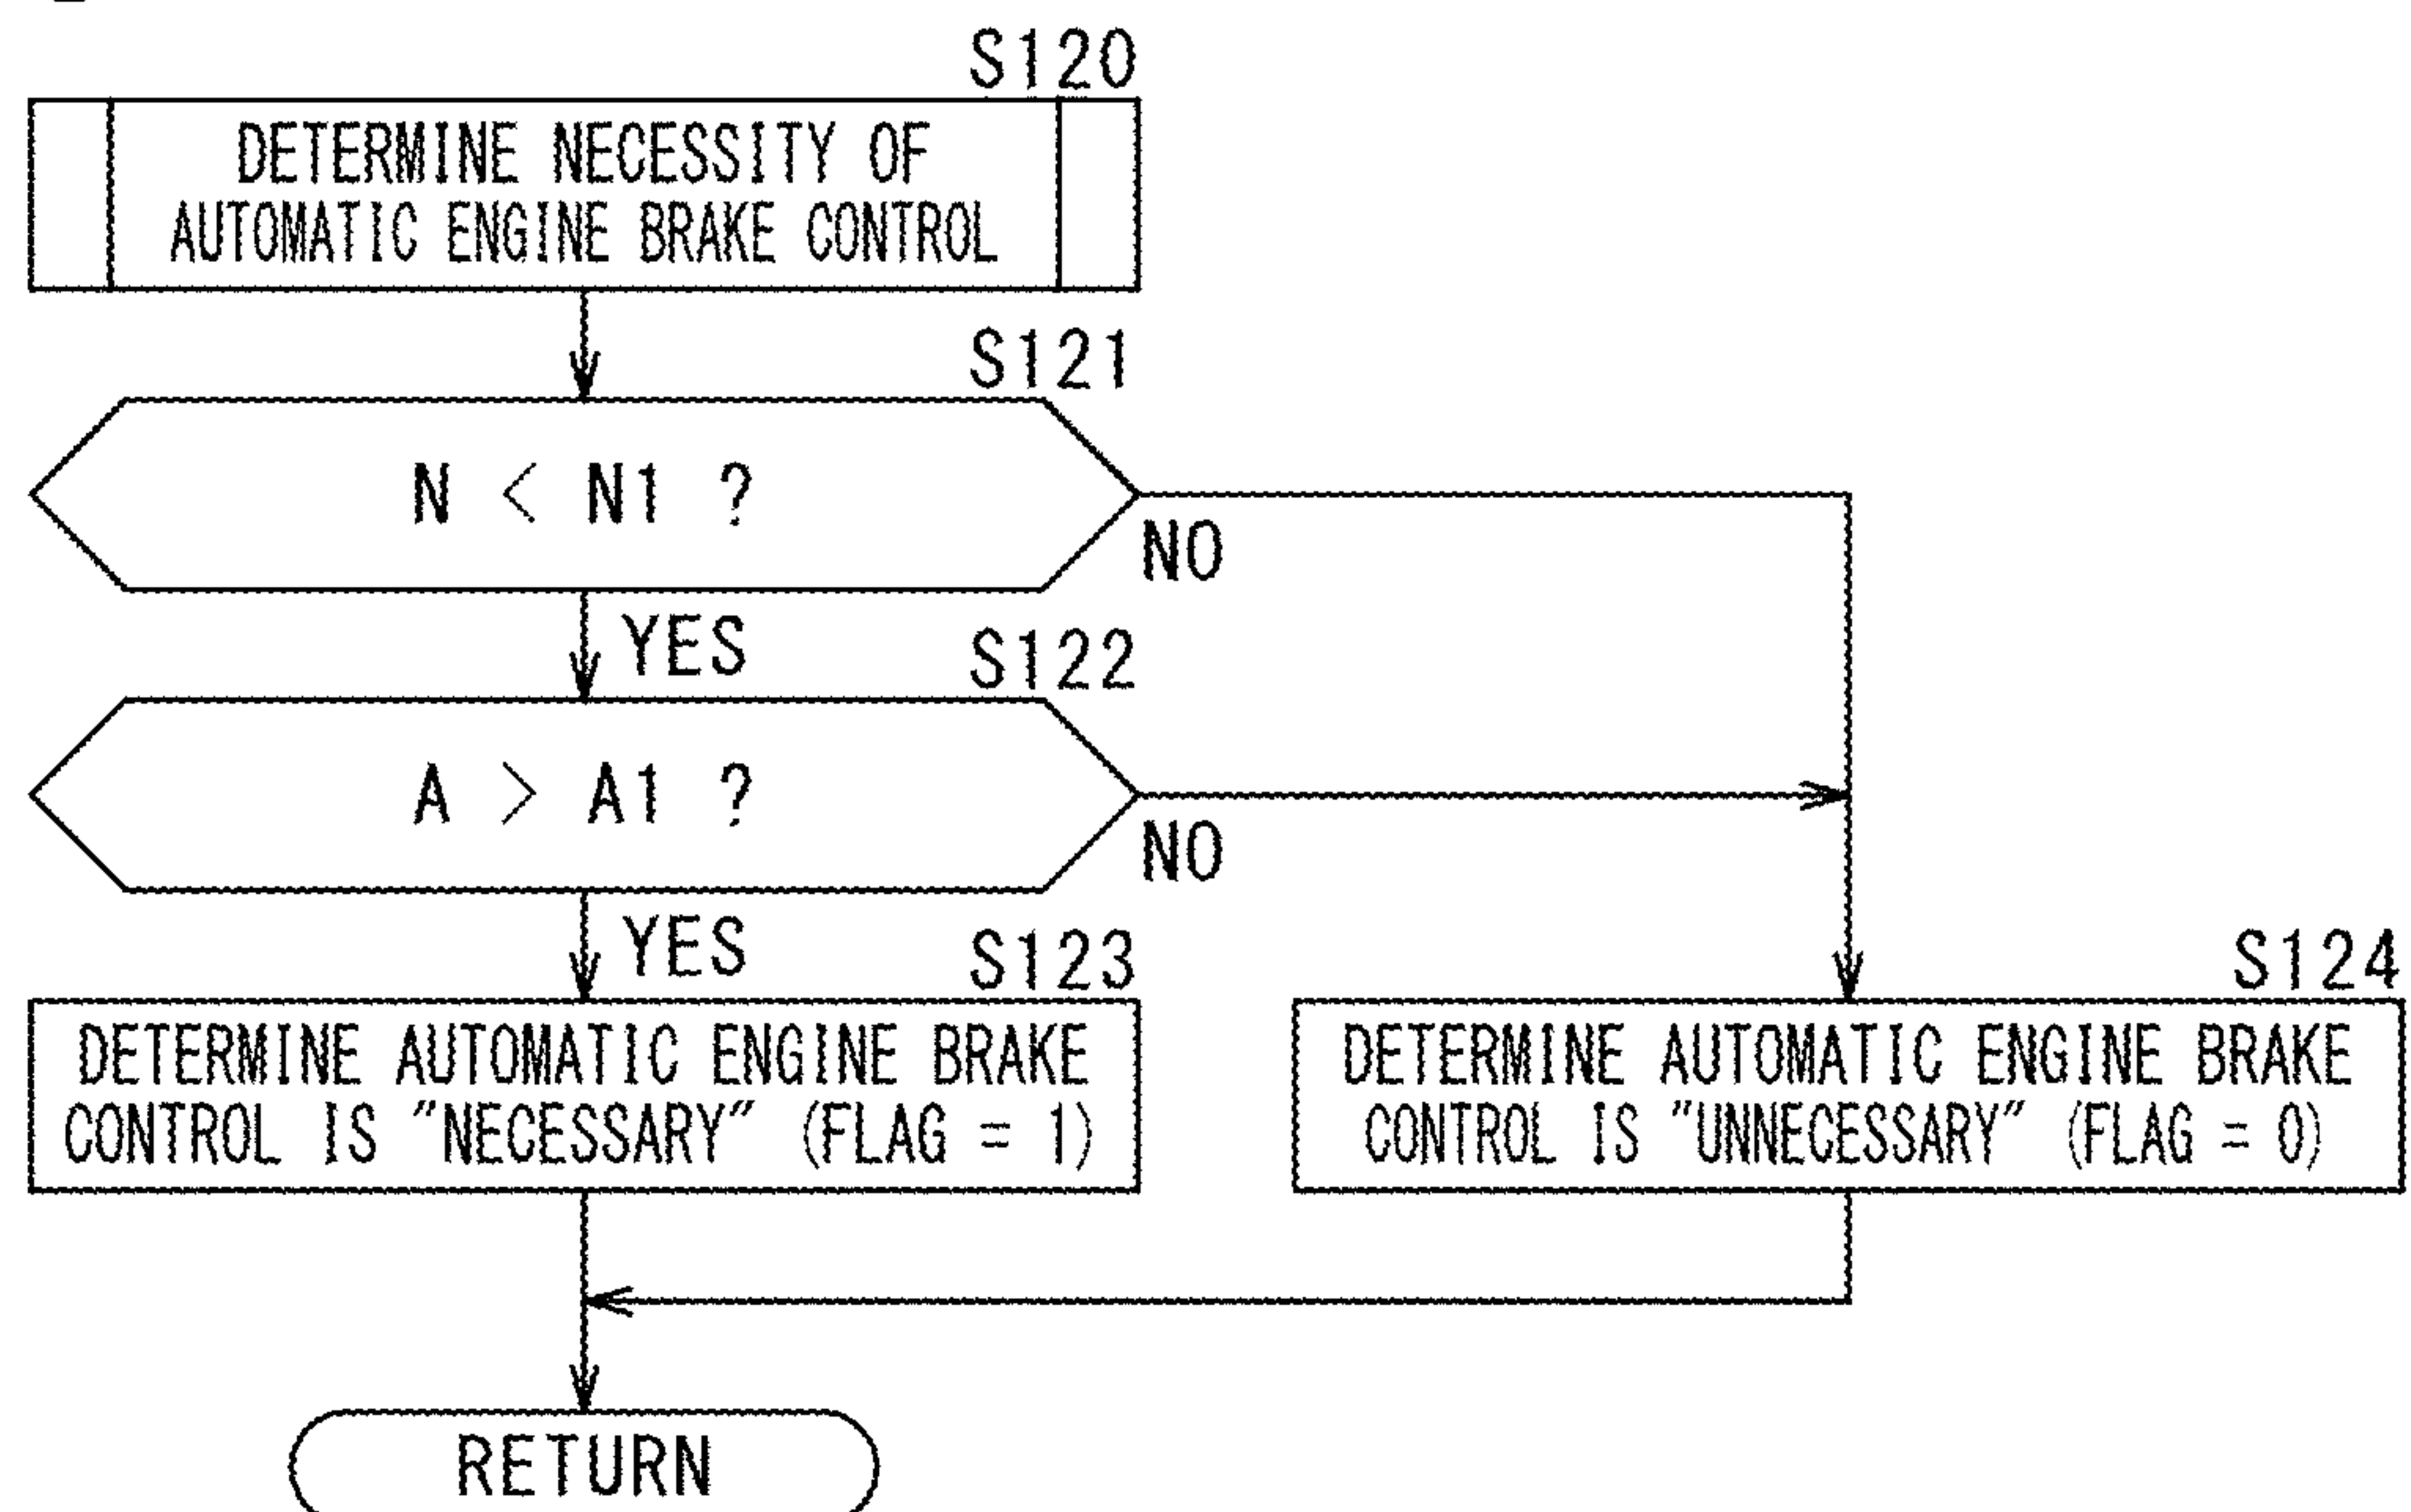 S120
DETERMINE NECESSITY OF
AUTOMATIC ENGINE BRAKE CONTROL
S121
N < N1 ?
NO
YES
S122
A > A1 ?
NO
YES
S123
DETERMINE AUTOMATIC ENGINE BRAKE
CONTROL IS "NECESSARY" (FLAG = 1)
S124
DETERMINE AUTOMATIC ENGINE BRAKE
CONTROL IS "UNNECESSARY" (FLAG = 0)
RETURN